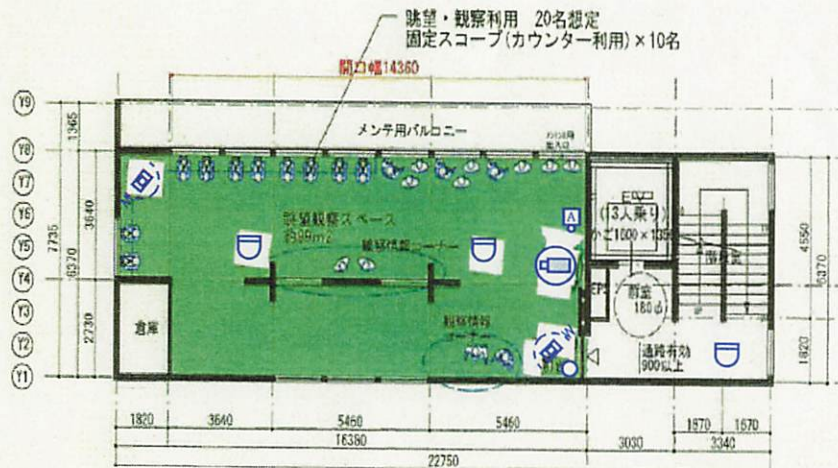 眺望・観察利用 20名想定
固定スコープ(カウンター利用)×10名
開口幅14360
Y9
メンテ用バルコニー
1365
Y8
Y7
3640
Y6
EV
(13人乗り)
眺望観察スペース
約99m2
観察情報コーナー
A
Y5
7735
6370
4550
6370
Y4
EPS
前室
180φ
Y3
倉庫
観察情報
2730
Y2
通路有効
900以上
1820
Y1
1820
3640
5460
5460
1670
1670
16380
3030
3340
22750